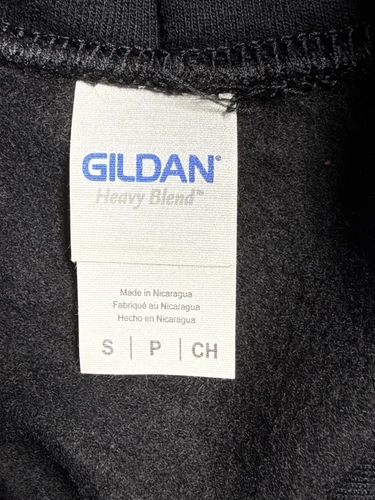 GILDAN®
Heavy Blend™
Made in Nicaragua
Fabriqué au Nicaragua
Hecho en Nicaragua
S | P | CH